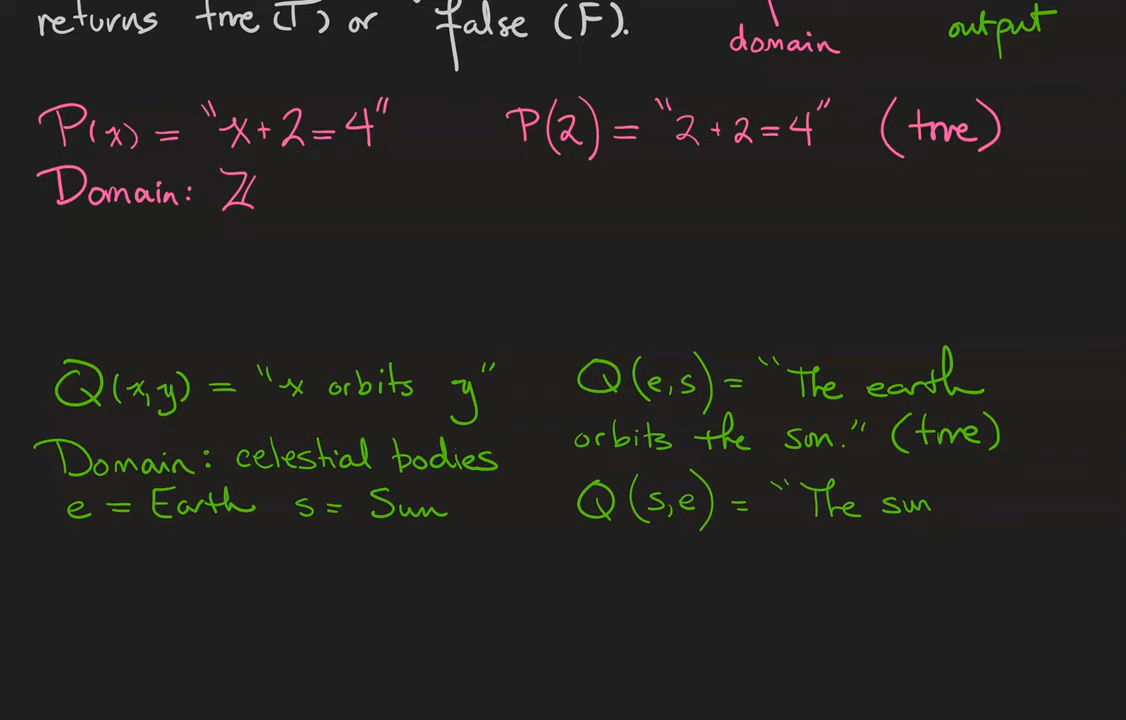 returns true (T) or "false (F).
domain
output
P(x) = "x+2=4"
P(2) = "2+2=4" (true)
Domain: ℤ
Q(x,y) = "x orbits y"
Domain: celestial bodies
e = Earth s = Sun
Q(e,s) = "The earth
orbits the sun." (true)
Q(s,e) = "The sun